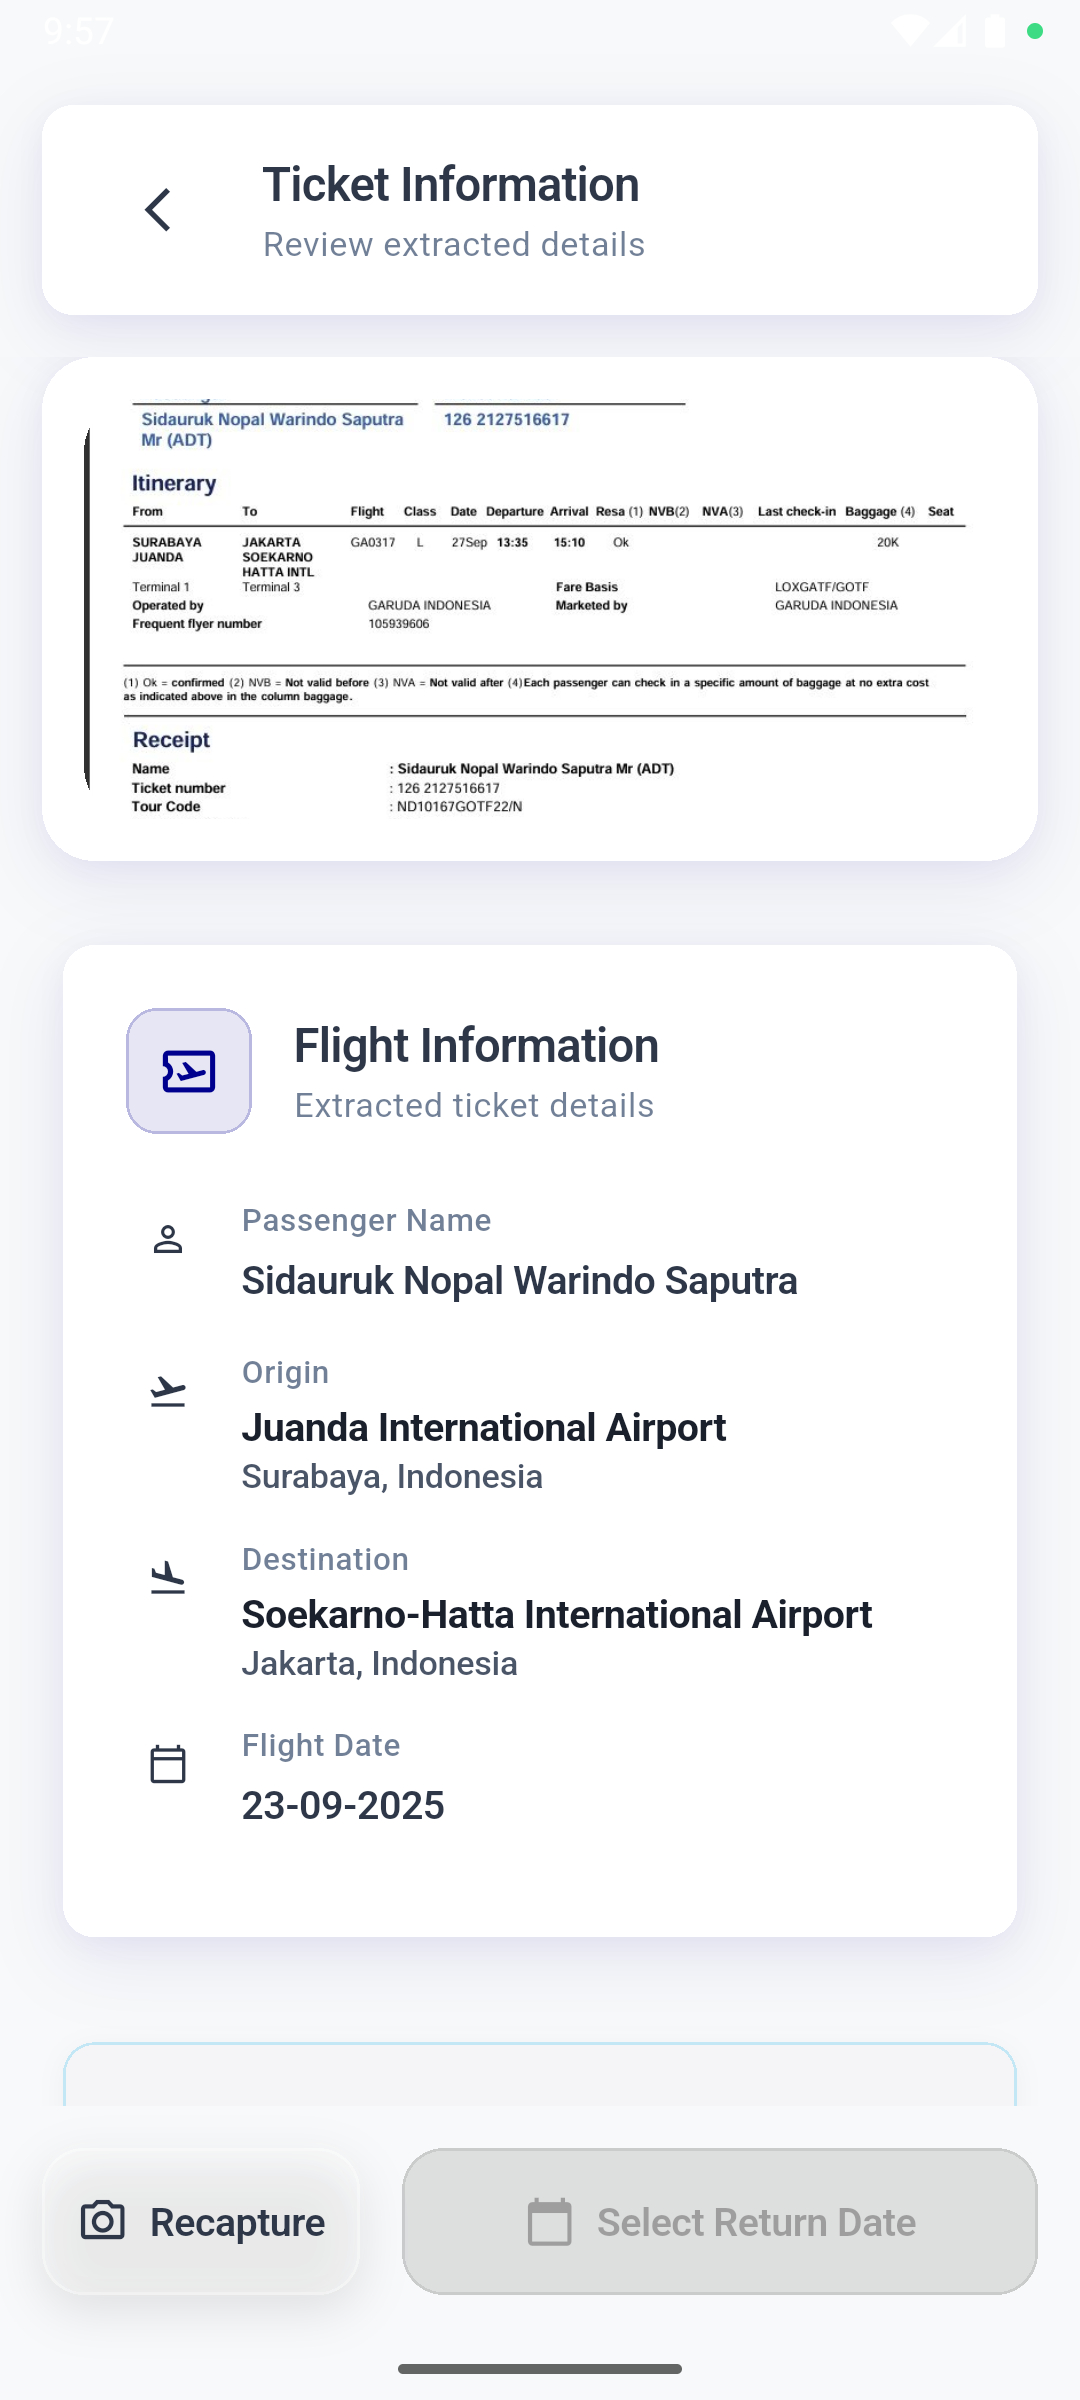 9:57
Ticket Information
Review extracted details
Sidauruk Nopal Warindo Saputra 126 2127516617
Mr (ADT)
Itinerary
From To Flight Class Date Departure Arrival Resa (1) NVB(2) NVA(3) Last check-in Baggage (4) Seat
SURABAYA JAKARTA GA0317 L 27Sep 13:35 15:10 Ok 20K
JUANDA SOEKARNO
HATTA INTL
Terminal 1 Terminal 3 Fare Basis LOXGATF/GOTF
Operated by GARUDA INDONESIA Marketed by GARUDA INDONESIA
Frequent flyer number 105939606
(1) Ok = confirmed (2) NVB = Not valid before (3) NVA = Not valid after (4)Each passenger can check in a specific amount of baggage at no extra cost
as indicated above in the column baggage.
Receipt
Name : Sidauruk Nopal Warindo Saputra Mr (ADT)
Ticket number : 126 2127516617
Tour Code : ND10167GOTF22/N
Flight Information
Extracted ticket details
Passenger Name
Sidauruk Nopal Warindo Saputra
Origin
Juanda International Airport
Surabaya, Indonesia
Destination
Soekarno-Hatta International Airport
Jakarta, Indonesia
Flight Date
23-09-2025
Recapture
Select Return Date